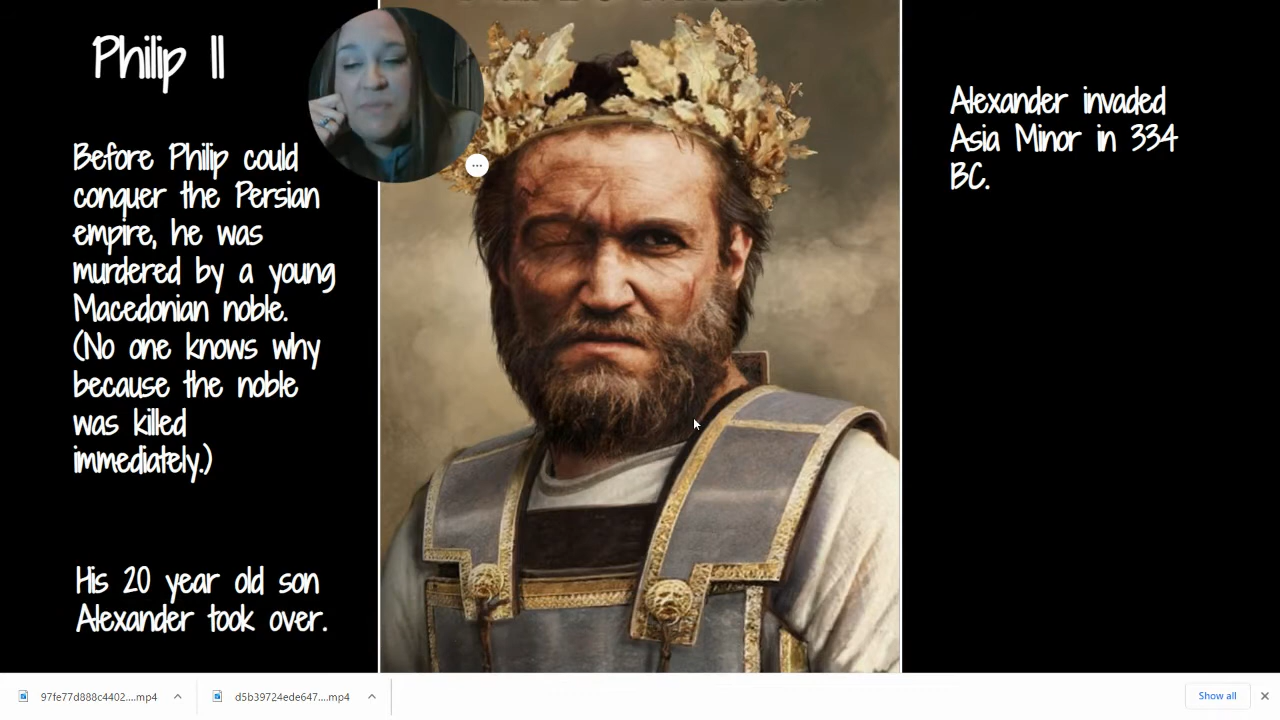 Philip II
Before Philip could
conquer the Persian
empire, he was
murdered by a young
Macedonian noble.
(No one knows why
because the noble
was killed
immediately.)
His 20 year old son
Alexander took over.
Alexander invaded
Asia Minor in 334
BC.
97fe77d888c4402....mp4
d5b39724ede647....mp4
Show all